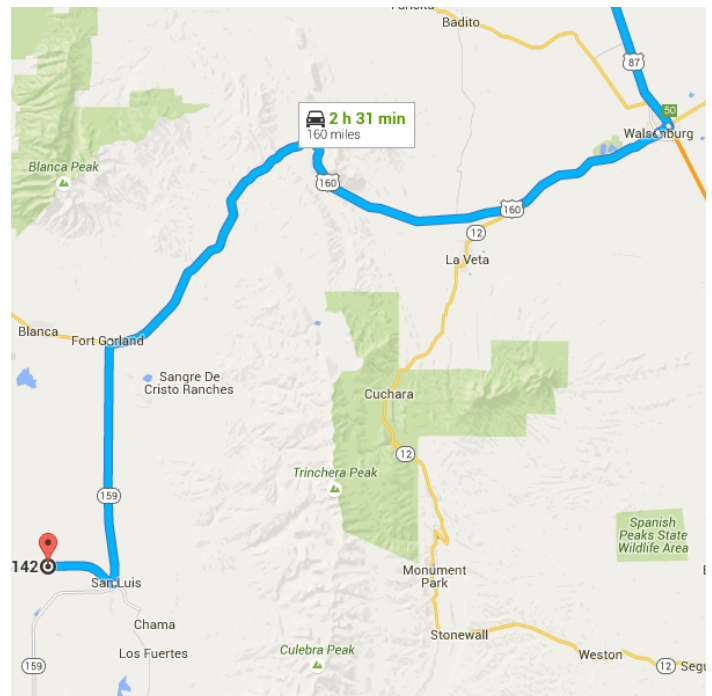 Badito
87
50
Walsenburg
2 h 31 min
160 miles
Blanca Peak
160
160
12
La Veta
Blanca
Fort Garland
Sangre De
Cristo Ranches
Cuchara
12
Trinchera Peak
159
Spanish
Peaks State
Wildlife Area
142
San Luis
Monument
Park
Chama
Stonewall
Los Fuertes
Culebra Peak
Weston
159
12
Segu